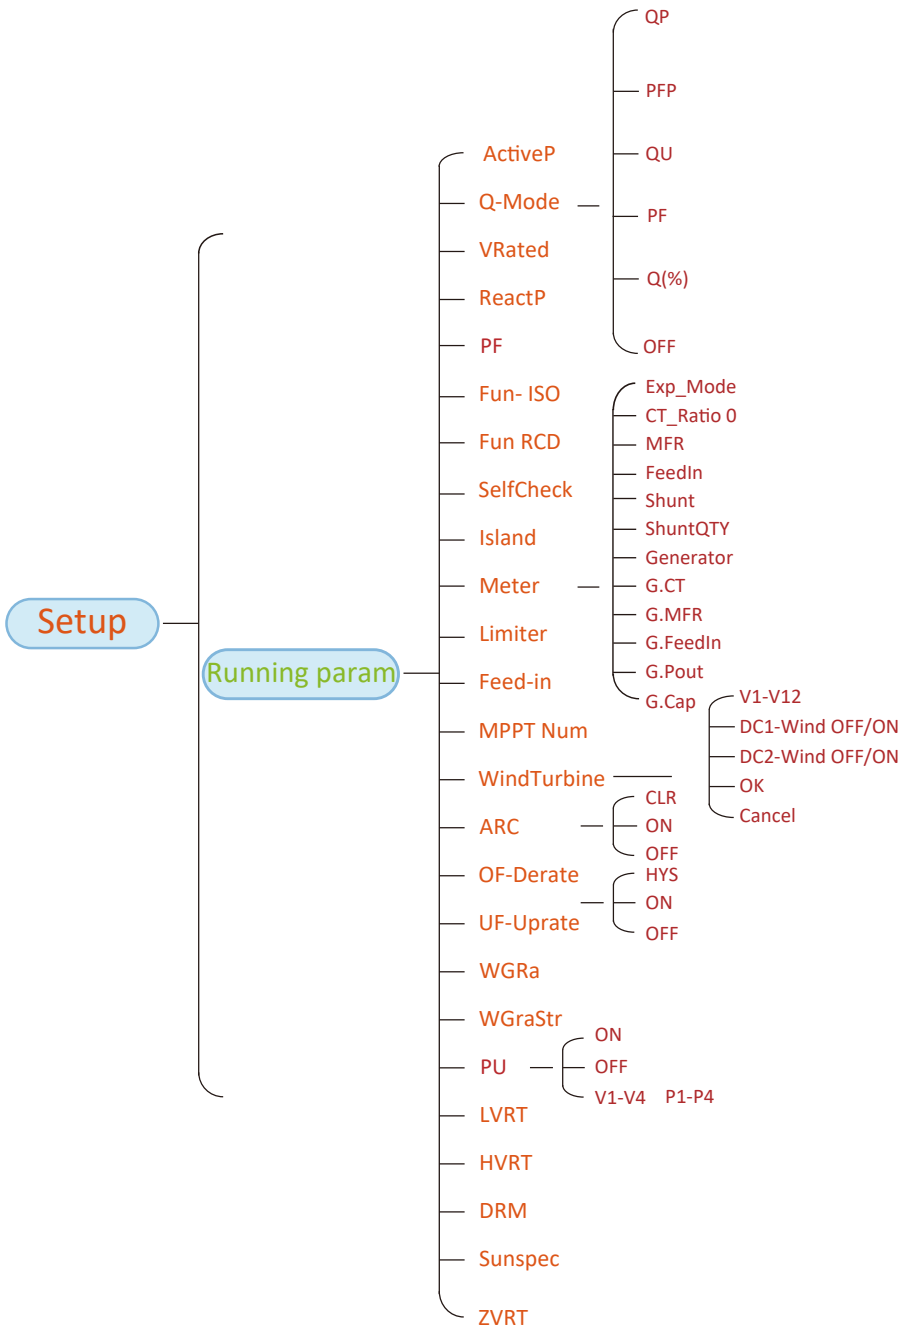 Setup
Running param
ActiveP
Q-Mode
VRated
ReactP
PF
Fun- ISO
Fun RCD
SelfCheck
Island
Meter
Limiter
Feed-in
MPPT Num
WindTurbine
ARC
OF-Derate
UF-Uprate
WGRa
WGraStr
PU
LVRT
HVRT
DRM
Sunspec
ZVRT
QP
PFP
QU
PF
Q(%)
OFF
Exp_Mode
CT_Ratio 0
MFR
FeedIn
Shunt
ShuntQTY
Generator
G.CT
G.MFR
G.FeedIn
G.Pout
G.Cap
V1-V12
DC1-Wind OFF/ON
DC2-Wind OFF/ON
OK
Cancel
CLR
ON
OFF
HYS
ON
OFF
ON
OFF
V1-V4 P1-P4